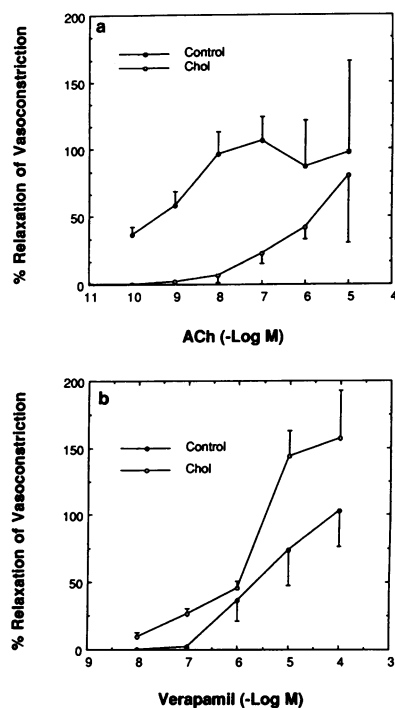 a
Control
Chol
% Relaxation of Vasoconstriction
200
150
100
50
0
11 10 9 8 7 6 5 4
ACh (-Log M)
b
Control
Chol
% Relaxation of Vasoconstriction
200
150
100
50
0
9 8 7 6 5 4 3
Verapamil (-Log M)